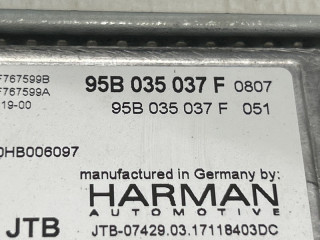 F767599B
F767599A
95B 035 037 F 0807
19-00
95B 035 037 F 051
0HB006097
manufactured in Germany by:
HARMAN
AUTOMOTIVE
JTB
JTB-07429.03.17118403DC